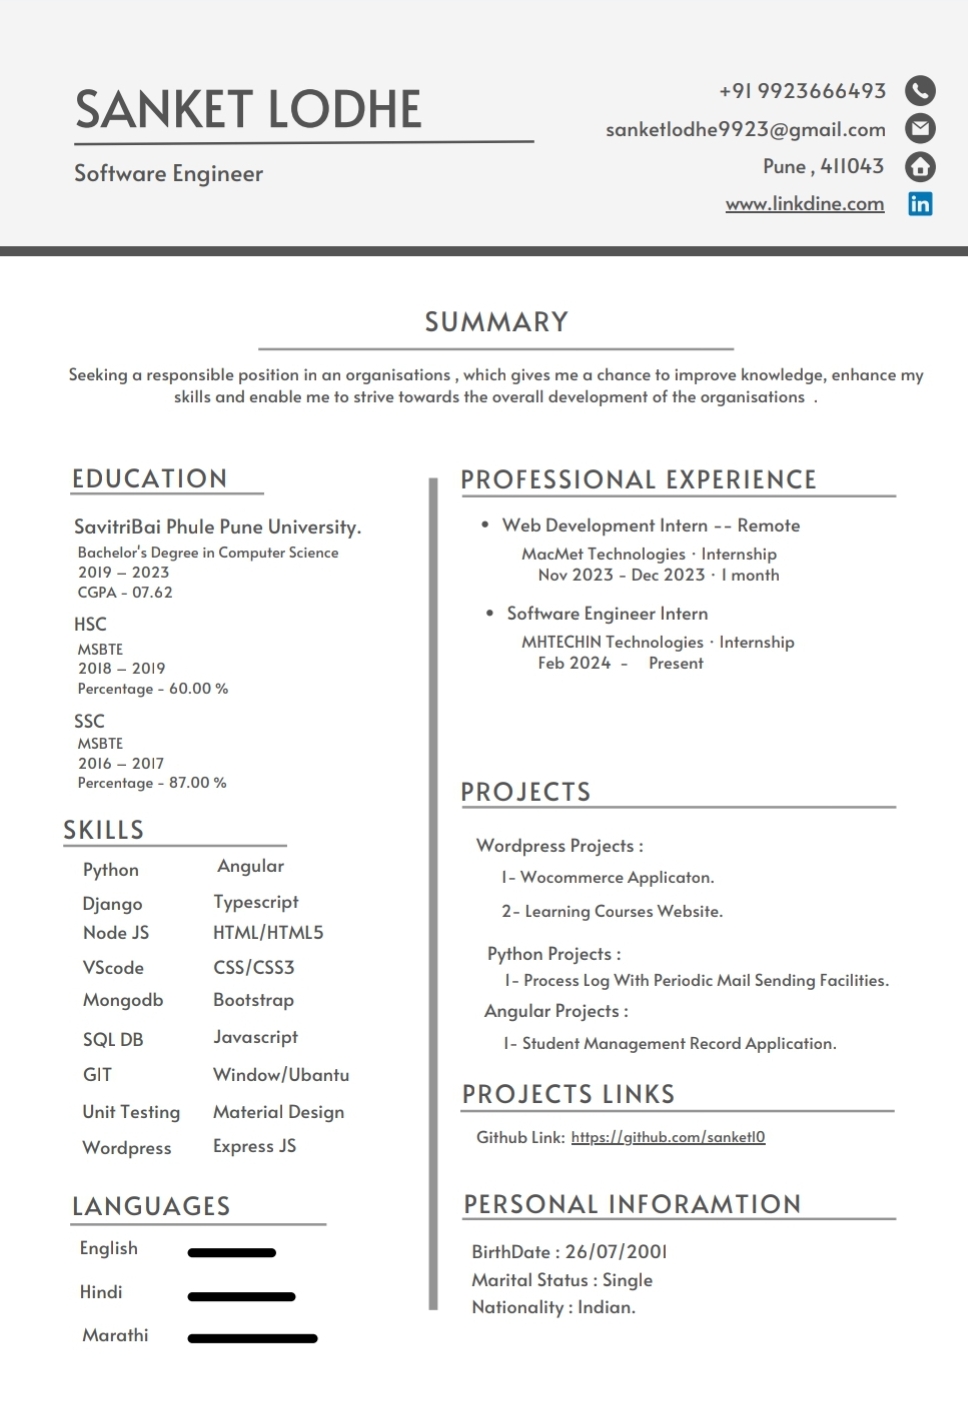 SANKET LODHE
Software Engineer
+91 9923666493
sanketlodhe9923@gmail.com
Pune , 411043
www.linkdine.com
in
SUMMARY
Seeking a responsible position in an organisations , which gives me a chance to improve knowledge, enhance my
skills and enable me to strive towards the overall development of the organisations .
EDUCATION
SavitriBai Phule Pune University.
Bachelor's Degree in Computer Science
2019 – 2023
CGPA - 07.62
HSC
MSBTE
2018 – 2019
Percentage - 60.00 %
SSC
MSBTE
2016 – 2017
Percentage - 87.00 %
SKILLS
Python Angular
Django Typescript
Node JS HTML/HTML5
VScode CSS/CSS3
Mongodb Bootstrap
SQL DB Javascript
GIT Window/Ubantu
Unit Testing Material Design
Wordpress Express JS
LANGUAGES
English
Hindi
Marathi
PROFESSIONAL EXPERIENCE
• Web Development Intern -- Remote
MacMet Technologies · Internship
Nov 2023 - Dec 2023 · 1 month
• Software Engineer Intern
MHTECHIN Technologies · Internship
Feb 2024 - Present
PROJECTS
Wordpress Projects :
1- Wocommerce Applicaton.
2- Learning Courses Website.
Python Projects :
1- Process Log With Periodic Mail Sending Facilities.
Angular Projects :
1- Student Management Record Application.
PROJECTS LINKS
Github Link: https://github.com/sanketl0
PERSONAL INFORAMTION
BirthDate : 26/07/2001
Marital Status : Single
Nationality : Indian.